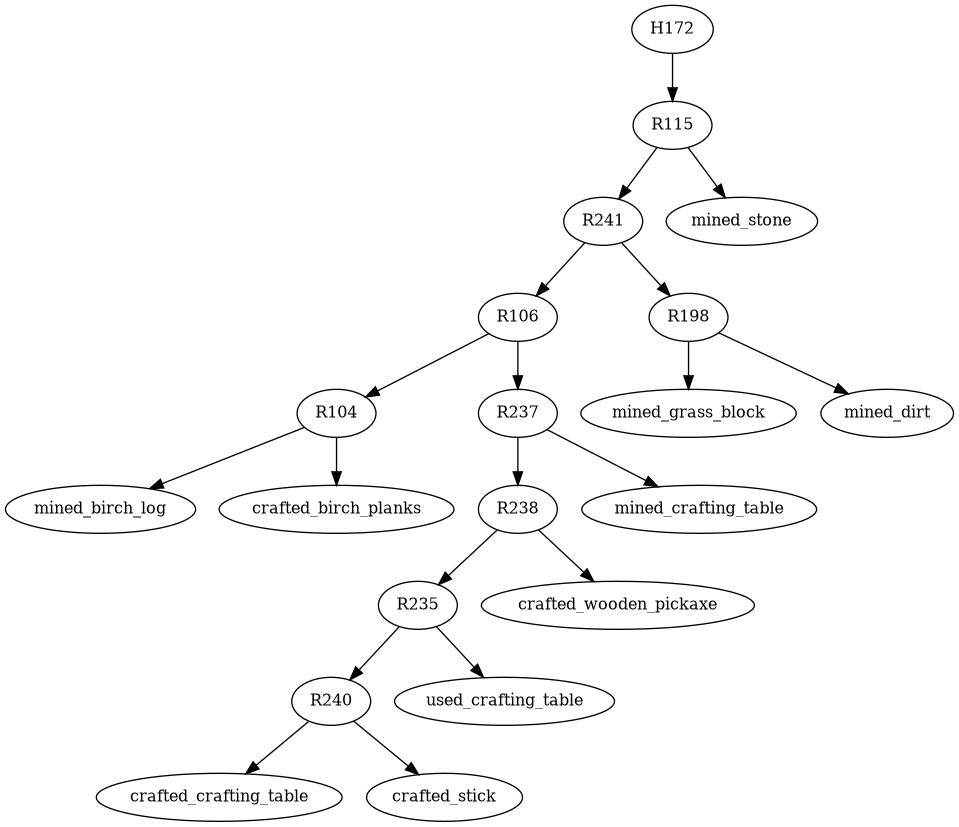 H172
R115
R241
mined_stone
R106
R198
R104
R237
mined_grass_block
mined_dirt
mined_birch_log
crafted_birch_planks
R238
mined_crafting_table
R235
crafted_wooden_pickaxe
R240
used_crafting_table
crafted_crafting_table
crafted_stick